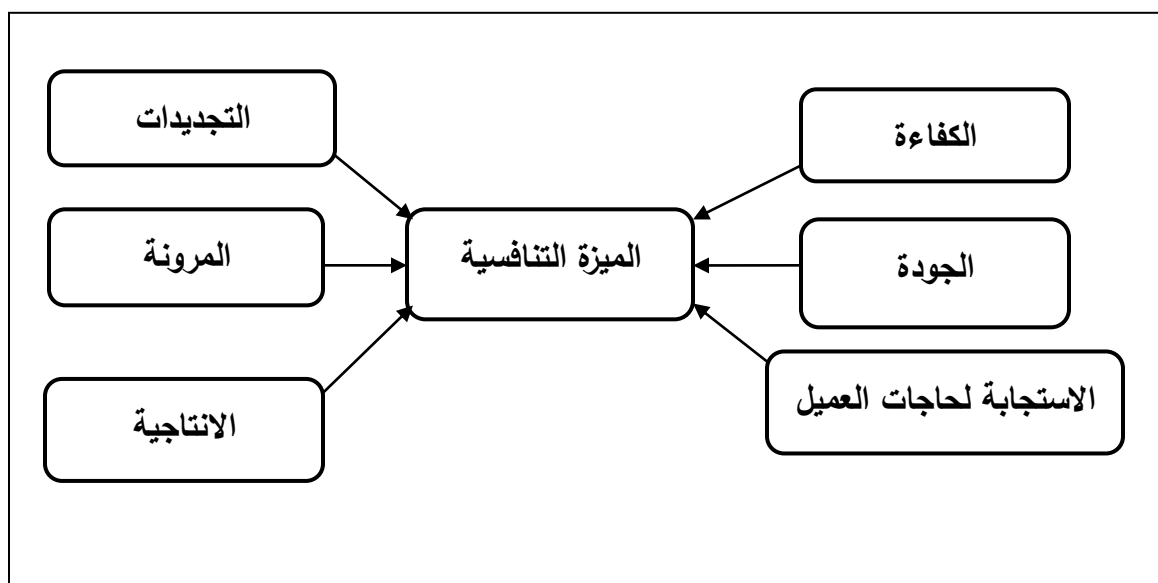 الكفاءة
التجديدات
الجودة
الميزة التنافسية
المرونة
الاستجابة لحاجات العميل
الانتاجية